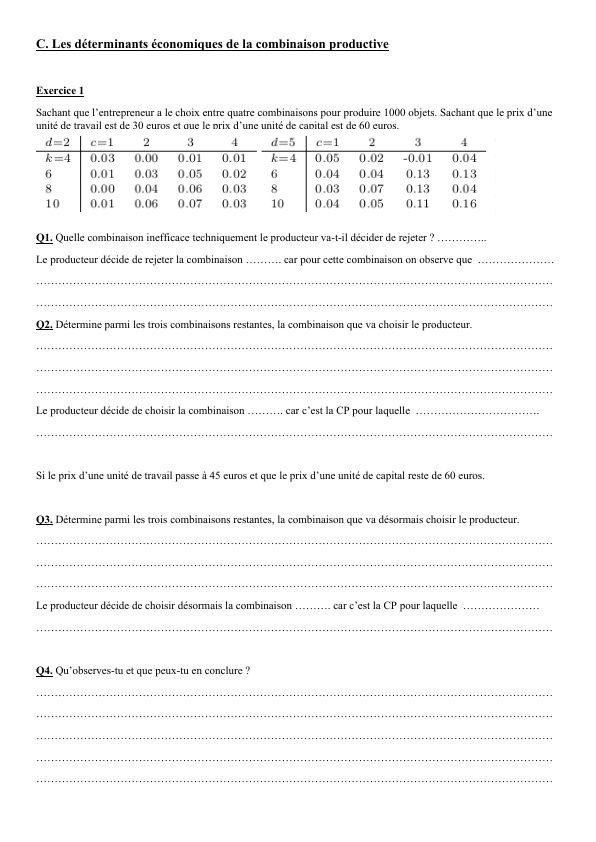 C. Les déterminants économiques de la combinaison productive
Exercice 1
Sachant que l'entrepreneur a le choix entre quatre combinaisons pour produire 1000 objets. Sachant que le prix d'une
unité de travail est de 30 euros et que le prix d'une unité de capital est de 60 euros.
d=2 c=1 2 3 4 d=5 c=1 2 3 4
k=4 0.03 0.00 0.01 0.01 k=4 0.05 0.02 -0.01 0.04
6 0.01 0.03 0.05 0.02 6 0.04 0.04 0.13 0.13
8 0.00 0.04 0.06 0.03 8 0.03 0.07 0.13 0.04
10 0.01 0.06 0.07 0.03 10 0.04 0.05 0.11 0.16
Q1. Quelle combinaison inefficace techniquement le producteur va-t-il décider de rejeter ? …………..
Le producteur décide de rejeter la combinaison ………. car pour cette combinaison on observe que …………………
Q2. Détermine parmi les trois combinaisons restantes, la combinaison que va choisir le producteur.
Le producteur décide de choisir la combinaison ………. car c'est la CP pour laquelle …………………………….
Si le prix d'une unité de travail passe à 45 euros et que le prix d'une unité de capital reste de 60 euros.
Q3. Détermine parmi les trois combinaisons restantes, la combinaison que va désormais choisir le producteur.
Le producteur décide de choisir désormais la combinaison ………. car c'est la CP pour laquelle …………………
Q4. Qu'observes-tu et que peux-tu en conclure ?